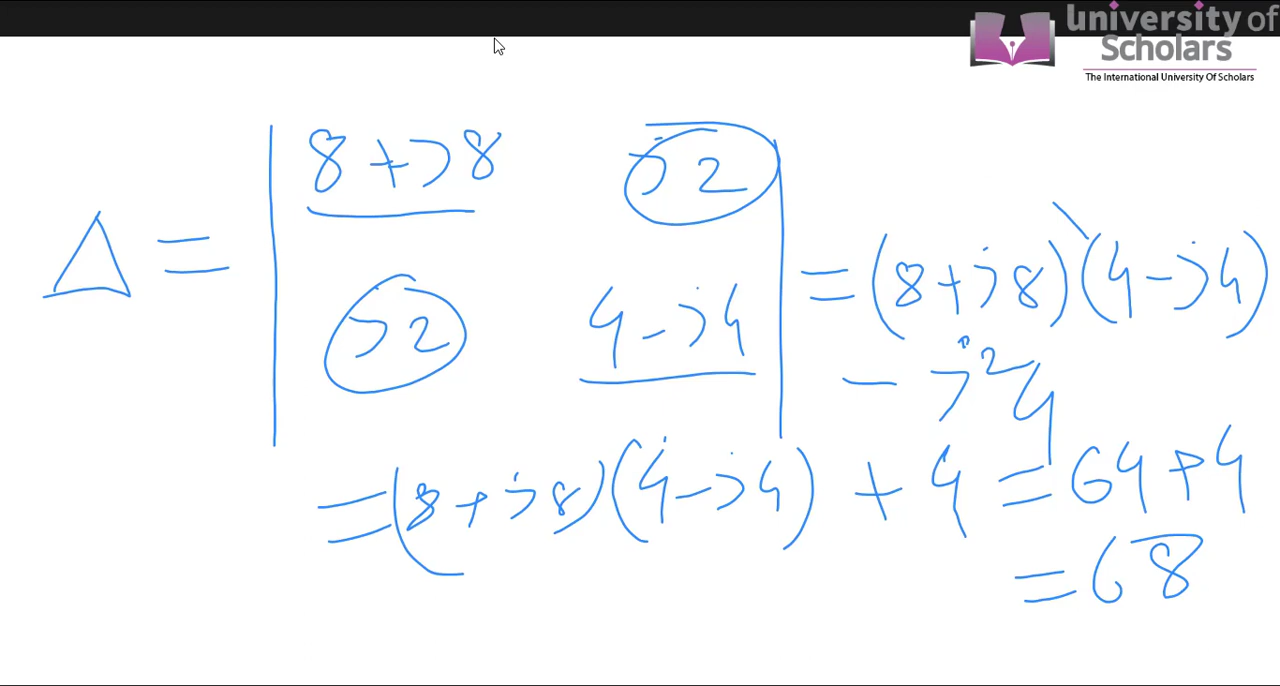 University of
Scholars
The International University Of Scholars
Δ = | 8 + j8   j2 |
| j2   4 - j4 | = (8 + j8)(4 - j4)
- j²4
= (8 + j8)(4 - j4) + 4 = 64 + 4
= 68